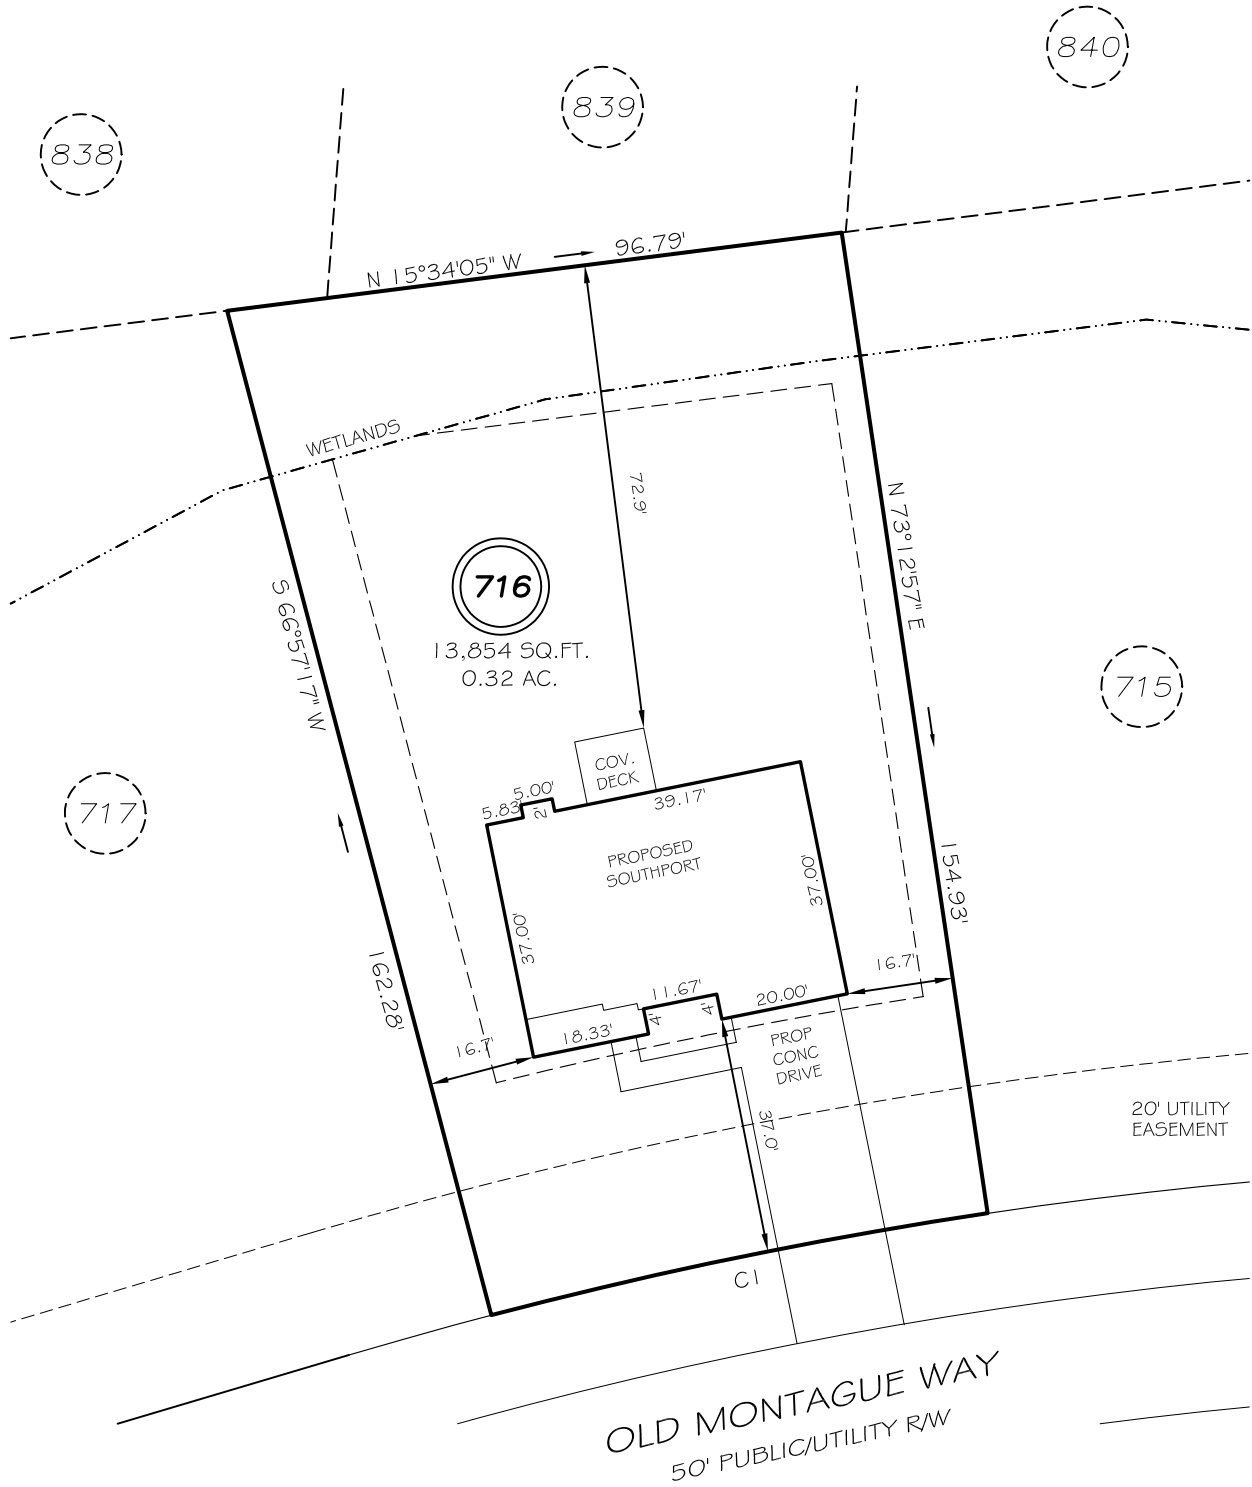 840
839
838
N 15°34'05" W
96.79'
WETLANDS
72.9'
N 73°12'57" E
716
13,854 SQ.FT.
0.32 AC.
S 66°57'17" W
715
717
COV.
DECK
5.00'
5.83'
2'
39.17'
PROPOSED
SOUTHPORT
37.00'
37.00'
154.93'
162.28'
16.7'
11.67'
4'
4'
20.00'
18.33'
16.7'
PROP
CONC
DRIVE
37.0'
20' UTILITY
EASEMENT
C1
OLD MONTAGUE WAY
50' PUBLIC/UTILITY R/W